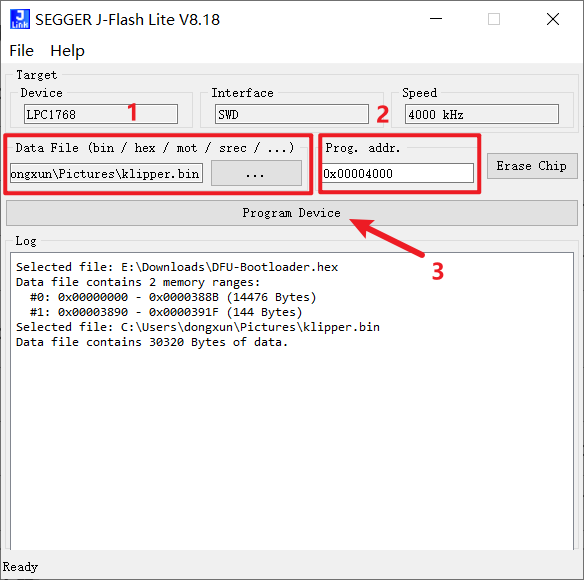 SEGGER J-Flash Lite V8.18
File Help
Target
Device Interface Speed
LPC1768 1 SWD 2 4000 kHz
Data File (bin / hex / mot / srec / ...) Prog. addr.
ongxun\Pictures\klipper.bin ... 0x00004000 Erase Chip
Program Device
Log
3
Selected file: E:\Downloads\DFU-Bootloader.hex
Data file contains 2 memory ranges:
#0: 0x00000000 - 0x0000388B (14476 Bytes)
#1: 0x00003890 - 0x0000391F (144 Bytes)
Selected file: C:\Users\dongxun\Pictures\klipper.bin
Data file contains 30320 Bytes of data.
Ready